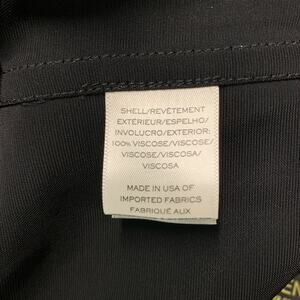 SHELL/REVÊTEMENT
EXTÉRIEUR/ESPELHO/
INVOLUCRO/EXTERIOR:
100% VISCOSE/VISCOSE/
VISCOSE/VISCOSA/
VISCOSA
MADE IN USA OF
IMPORTED FABRICS
FABRIQUÉ AUX